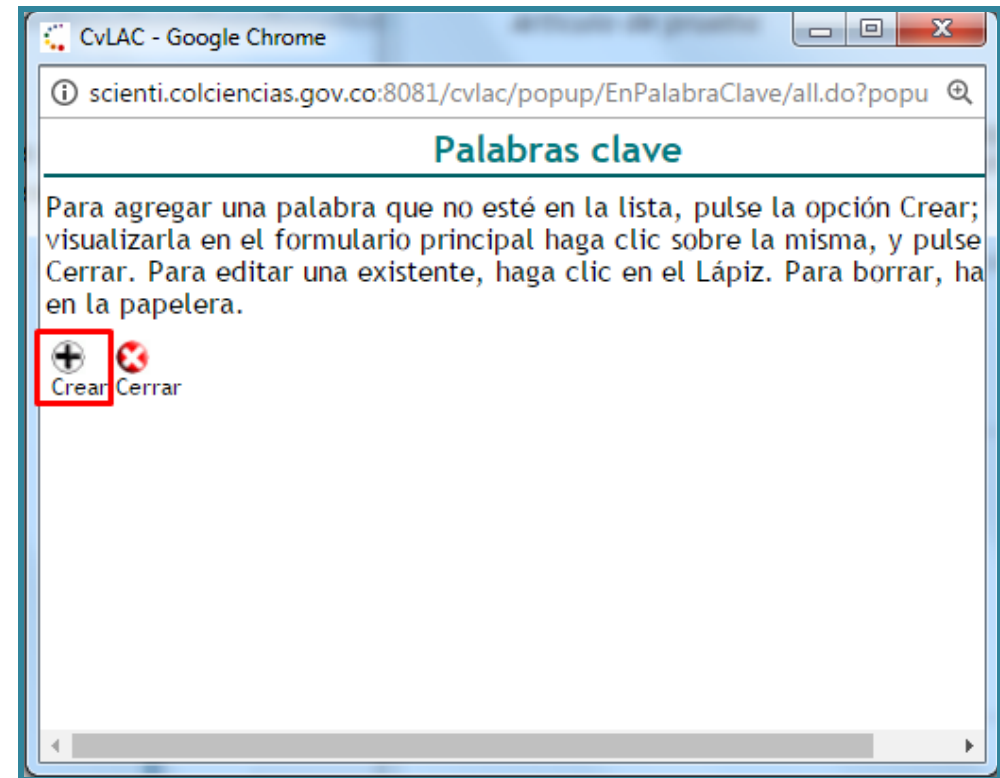 CvLAC - Google Chrome
scienti.colciencias.gov.co:8081/cvlac/popup/EnPalabraClave/all.do?popu
Palabras clave
Para agregar una palabra que no esté en la lista, pulse la opción Crear;
visualizarla en el formulario principal haga clic sobre la misma, y pulse
Cerrar. Para editar una existente, haga clic en el Lápiz. Para borrar, ha
en la papelera.
Crear Cerrar